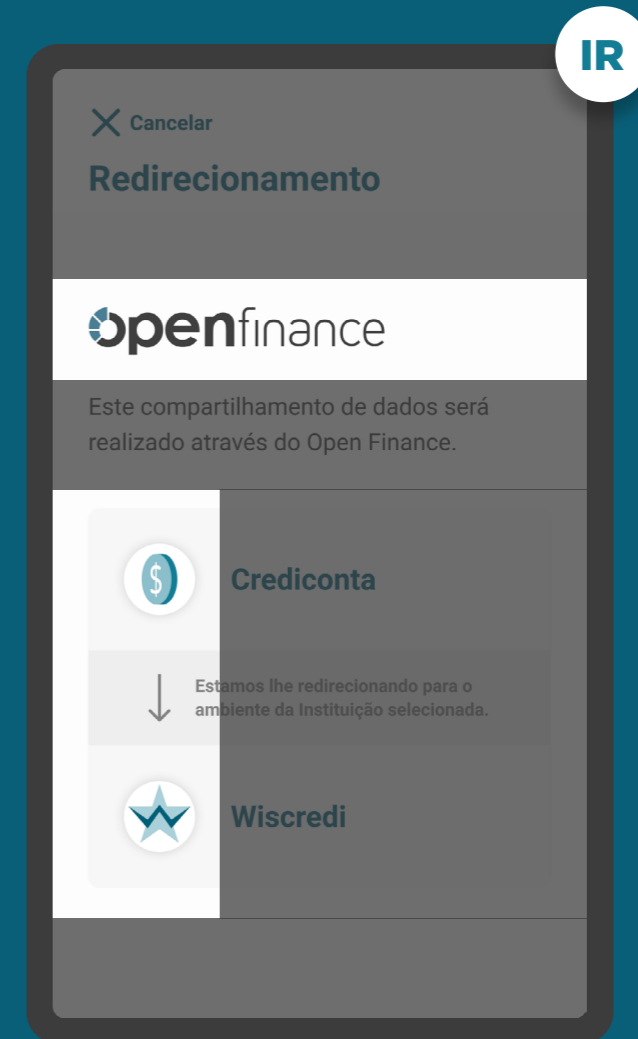 IR
Cancelar
Redirecionamento
openfinance
Este compartilhamento de dados será
realizado através do Open Finance.
$
Crediconta
Estamos lhe redirecionando para o
ambiente da Instituição selecionada.
Wiscredi